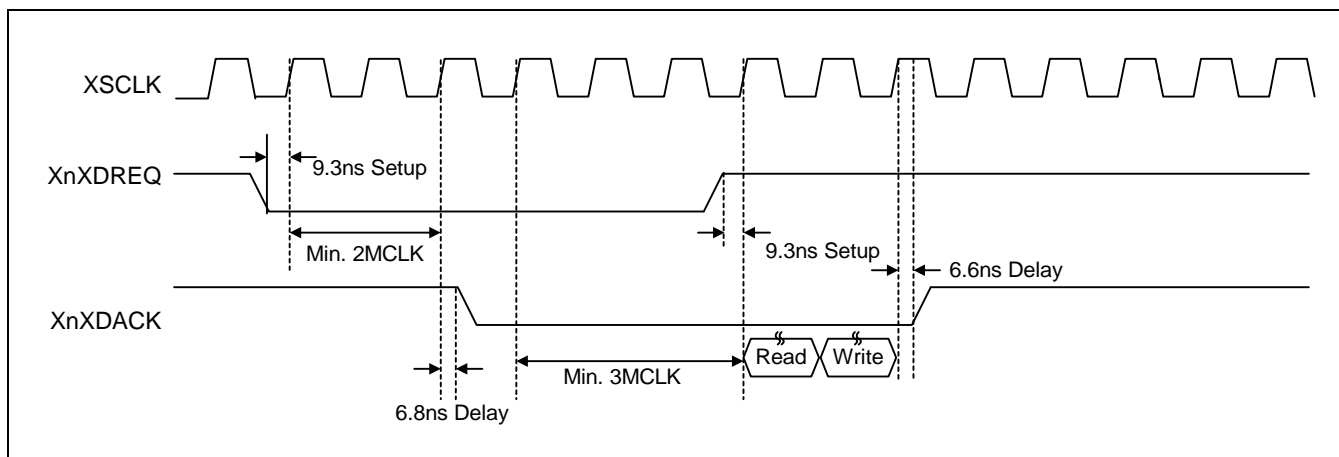 XSCLK
XnXDREQ
9.3ns Setup
Min. 2MCLK
9.3ns Setup
6.6ns Delay
XnXDACK
Read
Write
Min. 3MCLK
6.8ns Delay